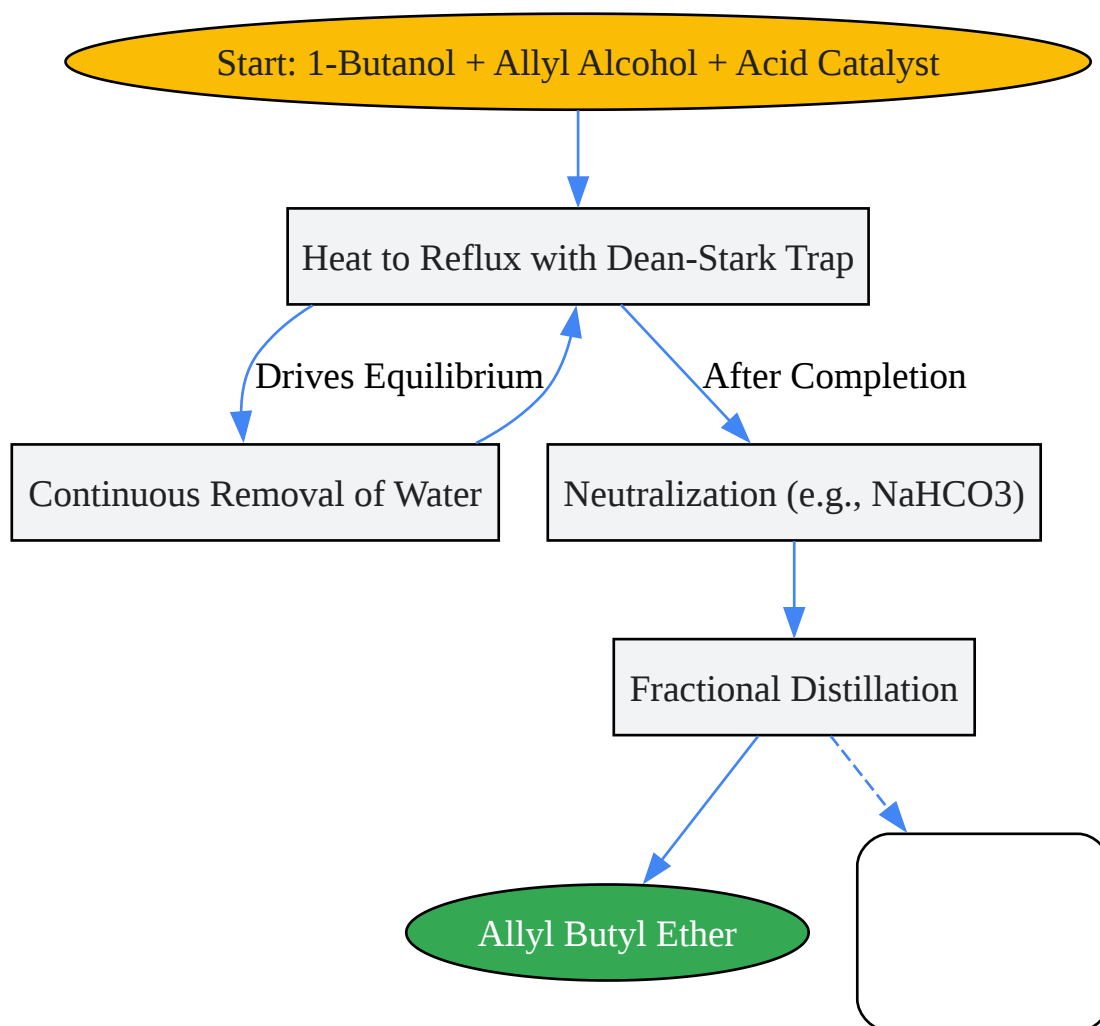 Start: 1-Butanol + Allyl Alcohol + Acid Catalyst
Heat to Reflux with Dean-Stark Trap
Drives Equilibrium
After Completion
Continuous Removal of Water
Neutralization (e.g., NaHCO3)
Fractional Distillation
Allyl Butyl Ether